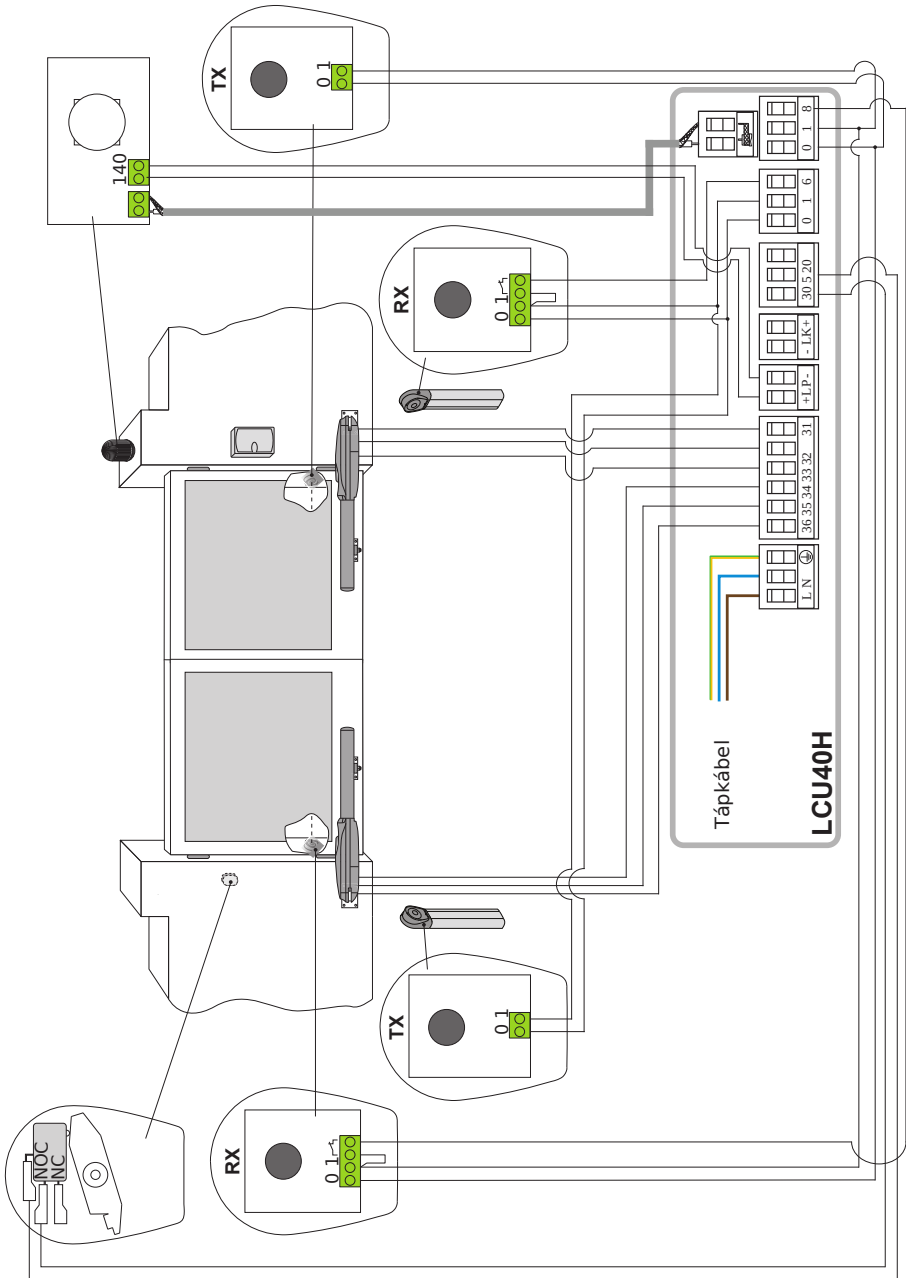 TX
0 1
140
RX
0 1
TX
0 1
RX
0 1
NOC
NC
0 1 8
0 1 6
30 5 20
- LK+
+LP-
36 35 34 33 32 31
L N
Tápkábel
LCU40H